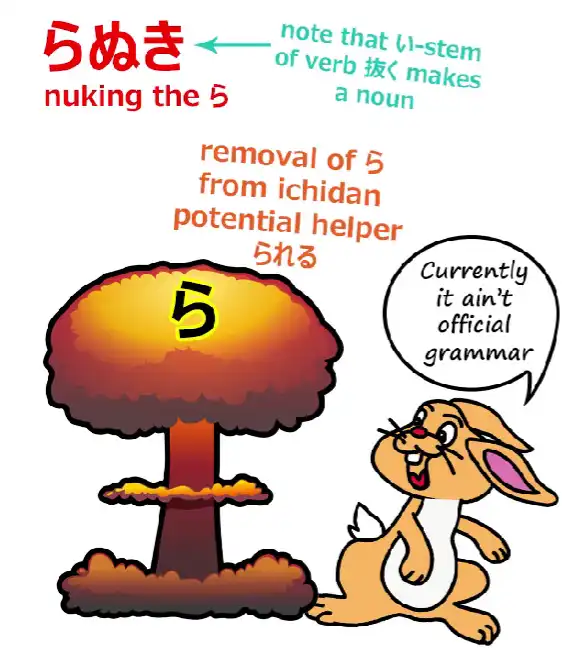 らぬき
nuking the ら
note that い-stem
of verb 抜く makes
a noun
removal of ら
from ichidan
potential helper
られる
ら
Currently
it ain't
official
grammar